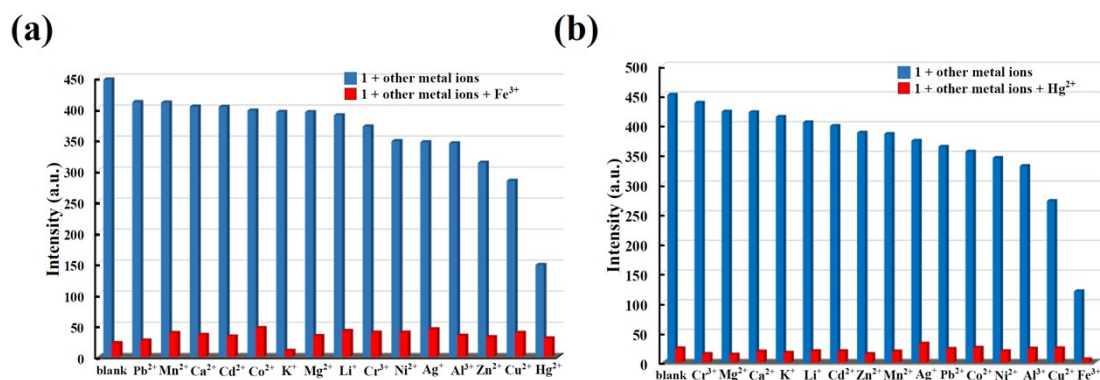 (a)
450
400
350
300
250
200
150
100
50
0
Intensity (a.u.)
1 + other metal ions
1 + other metal ions + Fe³⁺
blank Pb²⁺ Mn²⁺ Ca²⁺ Cd²⁺ Co²⁺ K⁺ Mg²⁺ Li⁺ Cr³⁺ Ni²⁺ Ag⁺ Al³⁺ Zn²⁺ Cu²⁺ Hg²⁺
(b)
500
450
400
350
300
250
200
150
100
50
0
Intensity (a.u.)
1 + other metal ions
1 + other metal ions + Hg²⁺
blank Cr³⁺ Mg²⁺ Ca²⁺ K⁺ Li⁺ Cd²⁺ Zn²⁺ Mn²⁺ Ag⁺ Pb²⁺ Co²⁺ Ni²⁺ Al³⁺ Cu²⁺ Fe³⁺